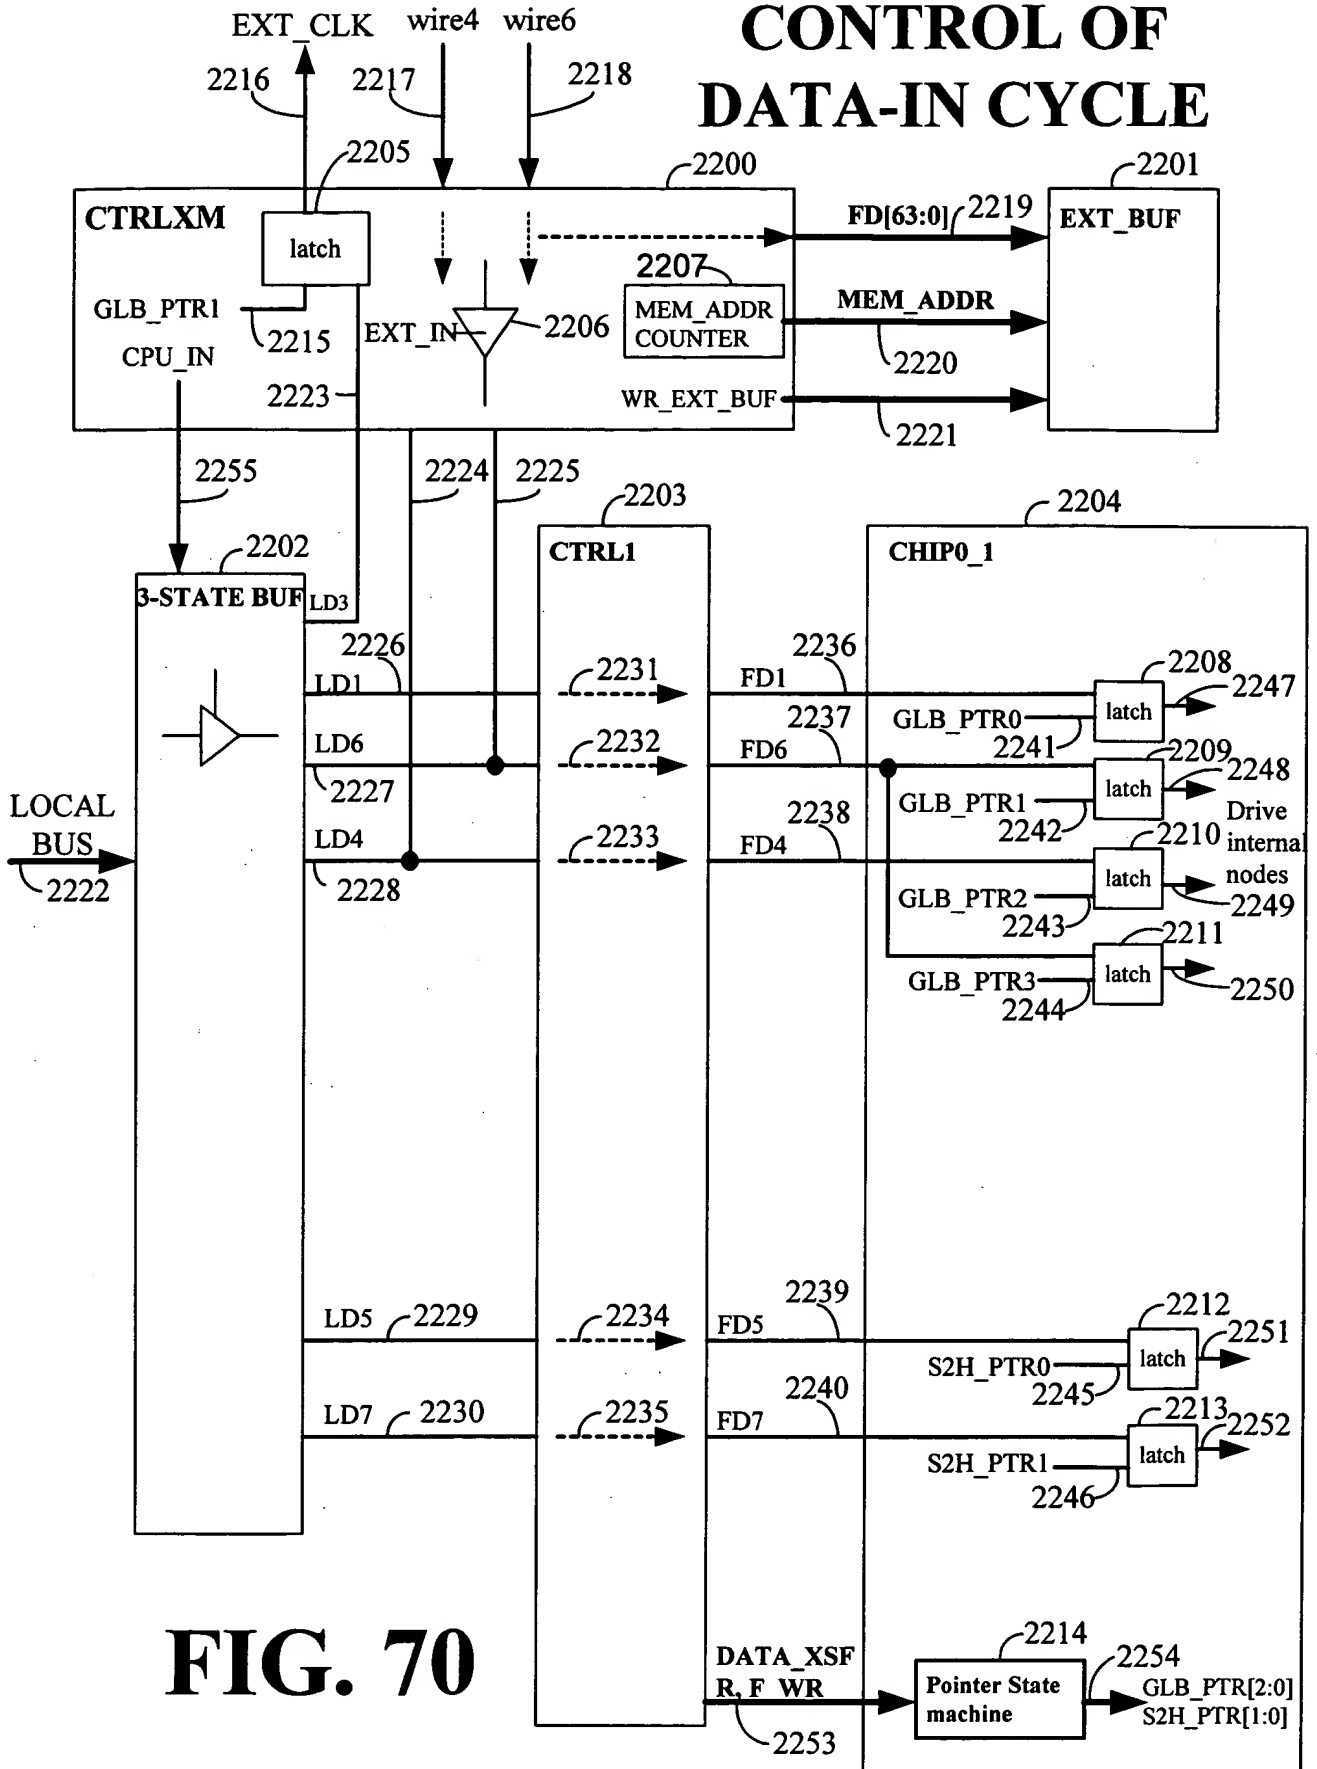 CONTROL OF
DATA-IN CYCLE
EXT_CLK
wire4
wire6
2216
2217
2218
2205
2200
2201
CTRLXM
latch
FD[63:0]
2219
EXT_BUF
2207
GLB_PTR1
2215
EXT_IN
2206
MEM_ADDR
COUNTER
MEM_ADDR
2220
CPU_IN
2223
WR_EXT_BUF
2221
2255
2224
2225
2203
2204
2202
CTRL1
CHIP0_1
3-STATE BUF
LD3
2226
2231
2236
2208
LD1
FD1
latch
2247
GLB_PTR0
2241
2232
2237
2209
LD6
FD6
latch
2248
2227
GLB_PTR1
2242
LOCAL
BUS
2222
2233
2238
2210
Drive
internal
nodes
LD4
FD4
latch
2228
GLB_PTR2
2243
2249
2211
latch
GLB_PTR3
2244
2250
LD5
2229
2234
FD5
2239
2212
latch
2251
S2H_PTR0
2245
LD7
2230
2235
FD7
2240
2213
latch
2252
S2H_PTR1
2246
FIG. 70
DATA_XSF
R, F_WR
2253
2214
Pointer State
machine
2254
GLB_PTR[2:0]
S2H_PTR[1:0]